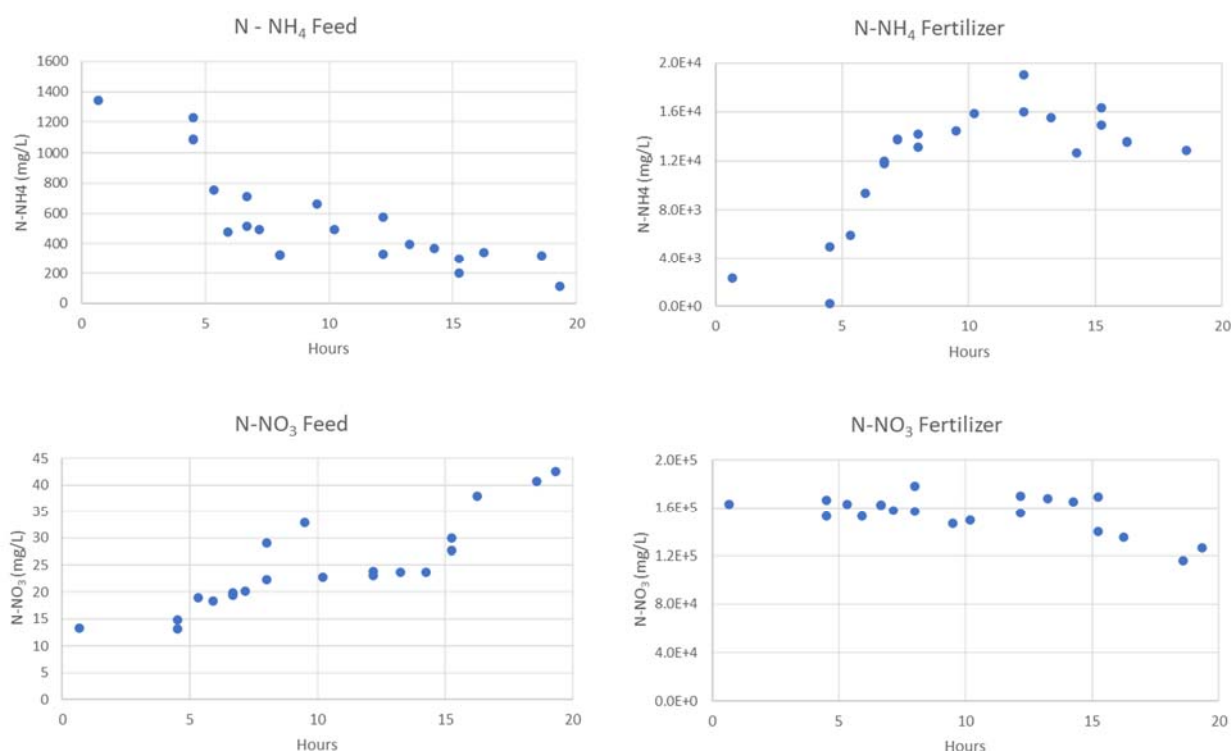 N - NH₄ Feed
1600
1400
1200
1000
800
600
400
200
0
N-NH4 (mg/L)
0 5 10 15 20
Hours
N-NH₄ Fertilizer
2.0E+4
1.6E+4
1.2E+4
8.0E+3
4.0E+3
0.0E+0
N-NH4 (mg/L)
0 5 10 15 20
Hours
N-NO₃ Feed
45
40
35
30
25
20
15
10
5
0
N-NO₃ (mg/L)
0 5 10 15 20
Hours
N-NO₃ Fertilizer
2.0E+5
1.6E+5
1.2E+5
8.0E+4
4.0E+4
0.0E+0
N-NO₃ (mg/L)
0 5 10 15 20
Hours